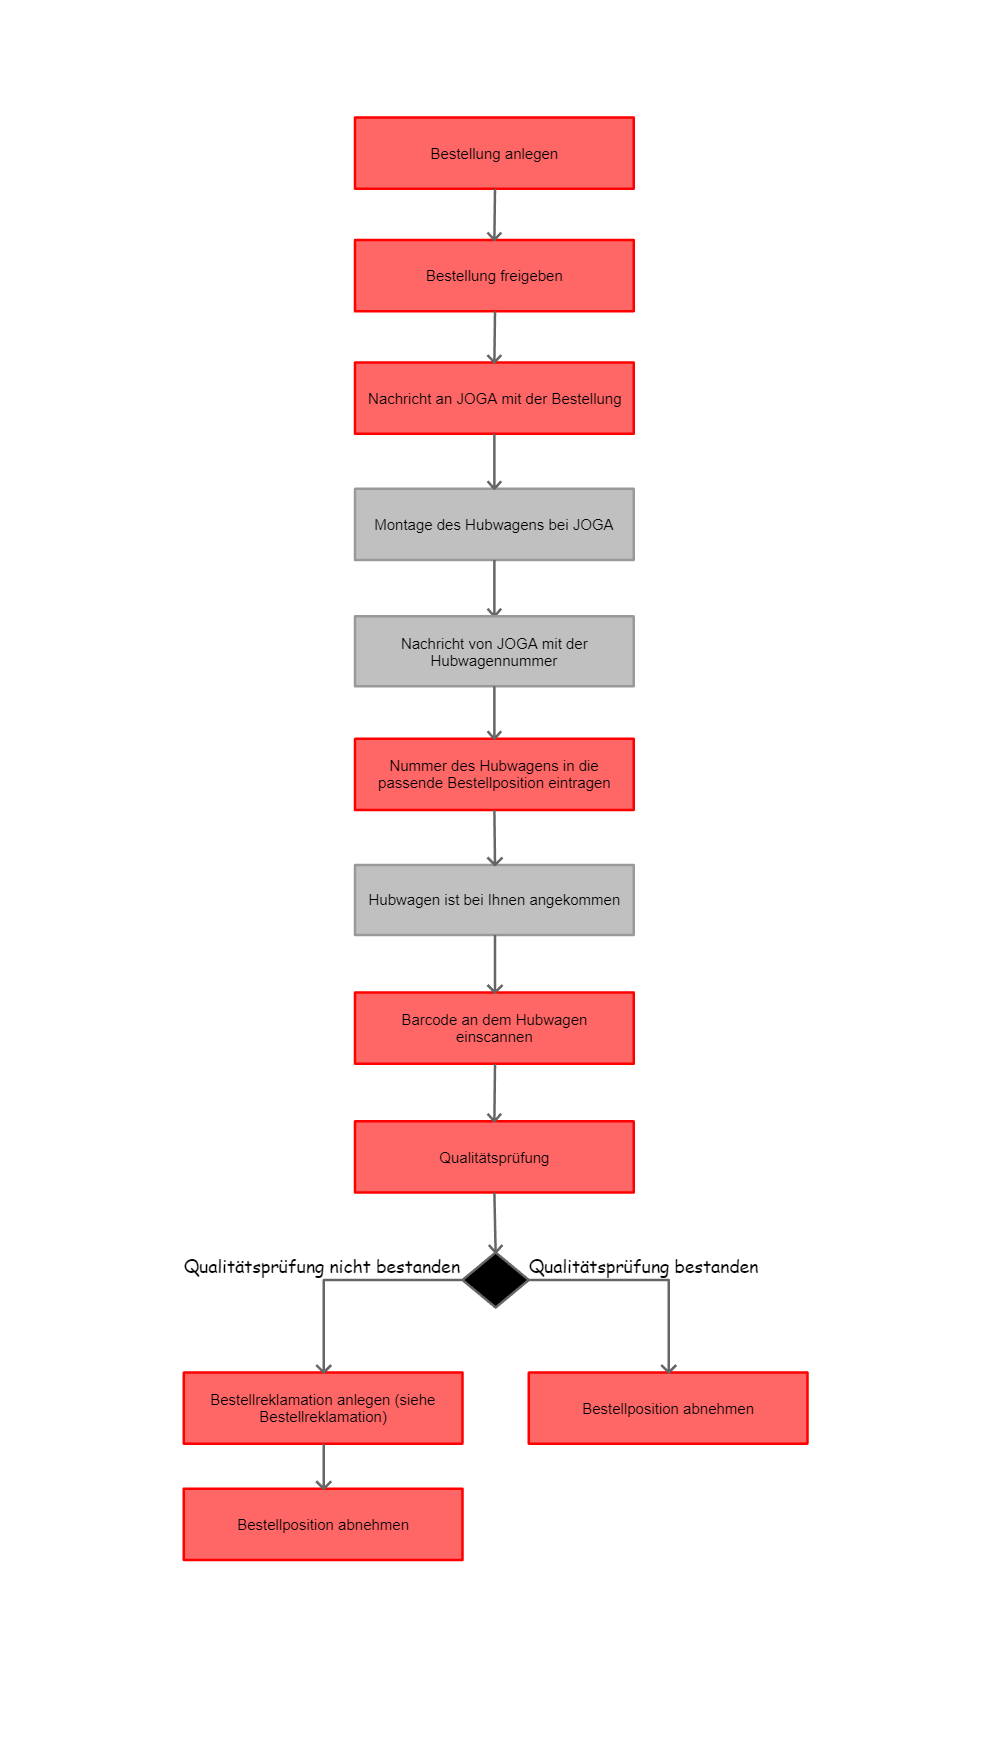 Bestellung anlegen
Bestellung freigeben
Nachricht an JOGA mit der Bestellung
Montage des Hubwagens bei JOGA
Nachricht von JOGA mit der
Hubwagennummer
Nummer des Hubwagens in die
passende Bestellposition eintragen
Hubwagen ist bei Ihnen angekommen
Barcode an dem Hubwagen
einscannen
Qualitätsprüfung
Qualitätsprüfung nicht bestanden
Qualitätsprüfung bestanden
Bestellreklamation anlegen (siehe
Bestellreklamation)
Bestellposition abnehmen
Bestellposition abnehmen